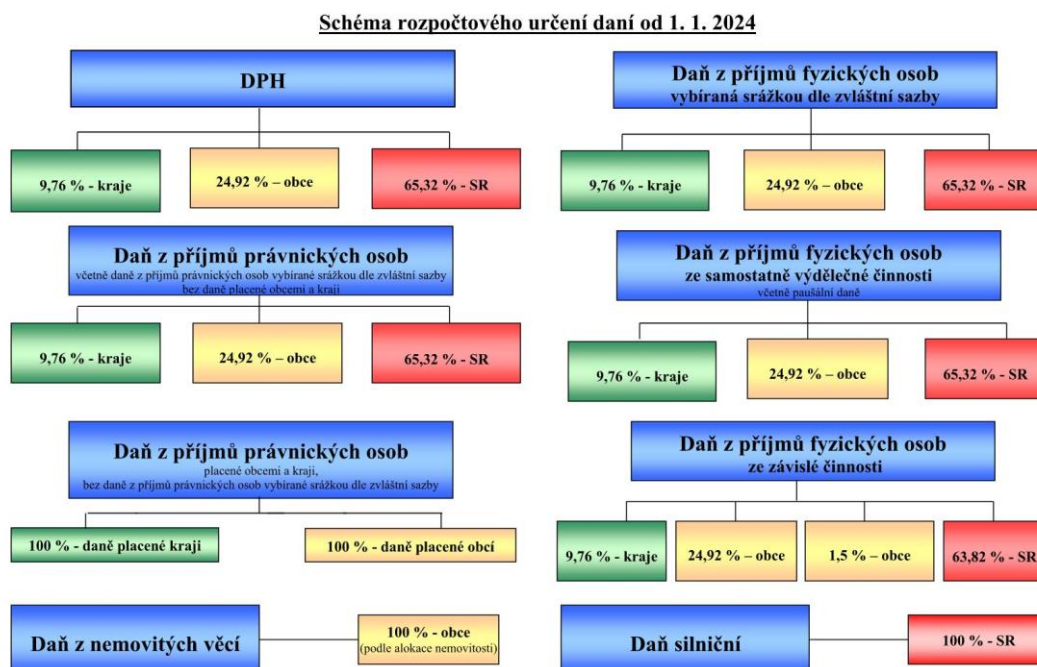 Schéma rozpočtového určení daní od 1. 1. 2024
DPH
9,76 % - kraje
24,92 % – obce
65,32 % - SR
Daň z příjmů fyzických osob
vybíraná srážkou dle zvláštní sazby
9,76 % - kraje
24,92 % – obce
65,32 % - SR
Daň z příjmů právnických osob
včetně daně z příjmů právnických osob vybírané srážkou dle zvláštní sazby
bez daně placené obcemi a kraji
9,76 % - kraje
24,92 % – obce
65,32 % - SR
Daň z příjmů fyzických osob
ze samostatně výdělečné činnosti
včetně paušální daně
9,76 % - kraje
24,92 % – obce
65,32 % - SR
Daň z příjmů právnických osob
placené obcemi a kraji,
bez daně z příjmů právnických osob vybírané srážkou dle zvláštní sazby
100 % - daně placené kraji
100 % - daně placené obcí
Daň z příjmů fyzických osob
ze závislé činnosti
9,76 % - kraje
24,92 % – obce
1,5 % – obce
63,82 % - SR
Daň z nemovitých věcí
100 % - obce
(podle alokace nemovitosti)
Daň silniční
100 % - SR